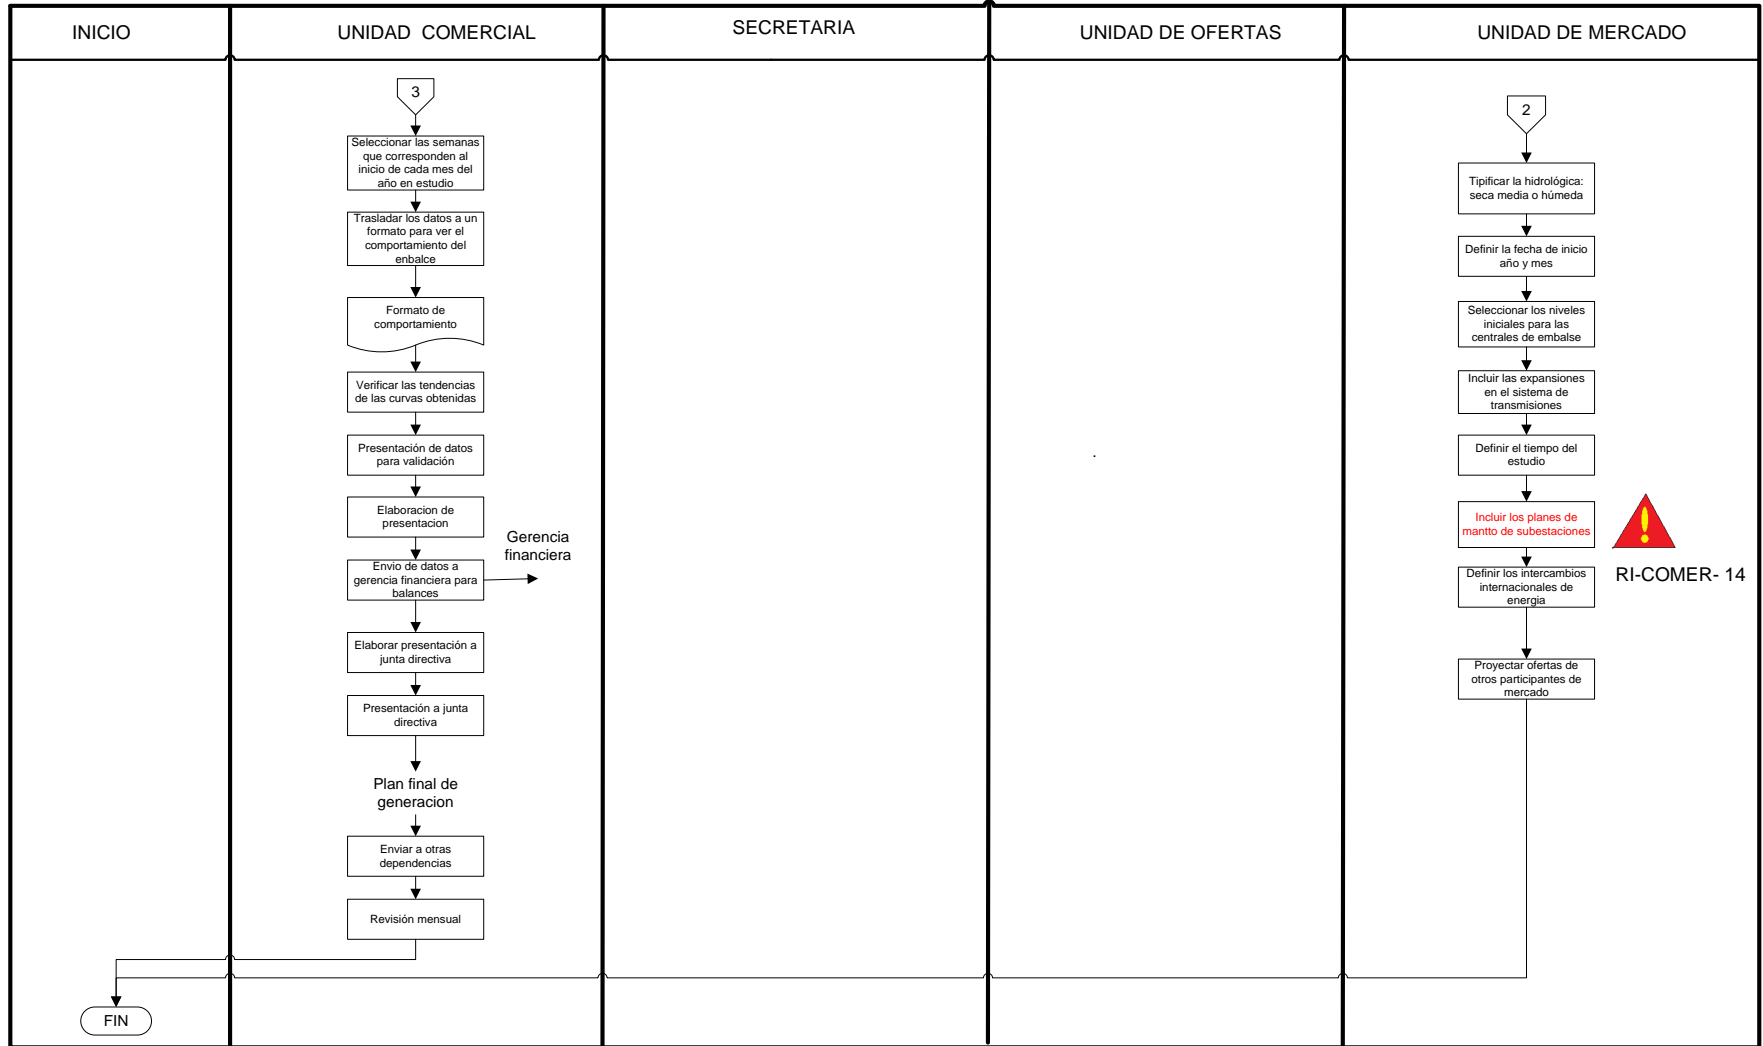 INICIO
UNIDAD  COMERCIAL
SECRETARIA
UNIDAD DE OFERTAS
UNIDAD DE MERCADO
3
Seleccionar las semanas
que corresponden al
inicio de cada mes del
año en estudio
Trasladar los datos a un
formato para ver el
comportamiento del
enbalce
Formato de
comportamiento
Verificar las tendencias
de las curvas obtenidas
Presentación de datos
para validación
Elaboracion de
presentacion
Envio de datos a
gerencia financiera para
balances
Gerencia
financiera
Elaborar presentación a
junta directiva
Presentación a junta
directiva
Plan final de
generacion
Enviar a otras
dependencias
Revisión mensual
FIN
.
2
Tipificar la hidrológica:
seca media o húmeda
Definir la fecha de inicio
año y mes
Seleccionar los niveles
iniciales para las
centrales de embalse
Incluir las expansiones
en el sistema de
transmisiones
Definir el tiempo del
estudio
Incluir los planes de
mantto de subestaciones
!
RI-COMER- 14
Definir los intercambios
internacionales de
energia
Proyectar ofertas de
otros participantes de
mercado